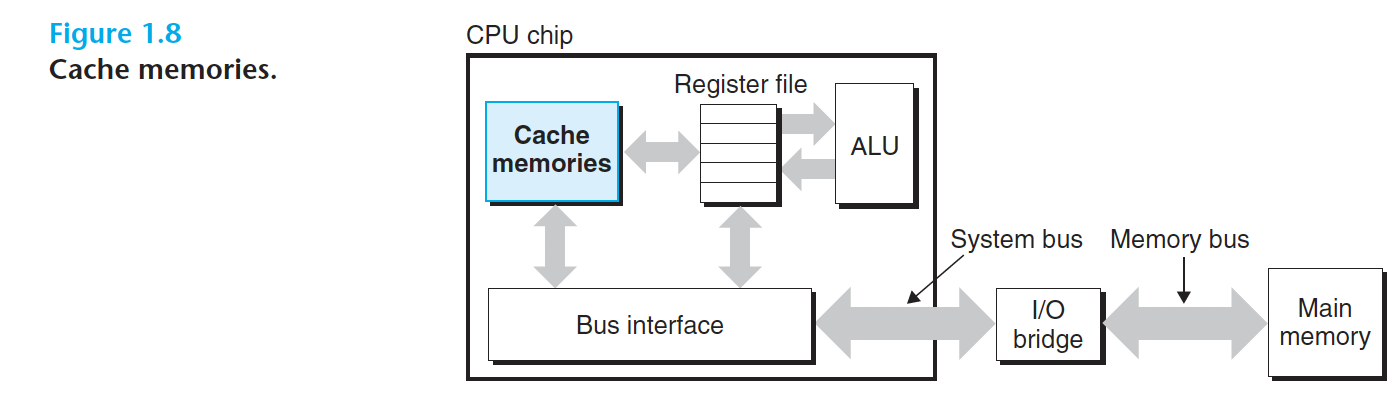 Figure 1.8
Cache memories.
CPU chip
Register file
Cache
memories
ALU
System bus
Memory bus
Bus interface
I/O
bridge
Main
memory